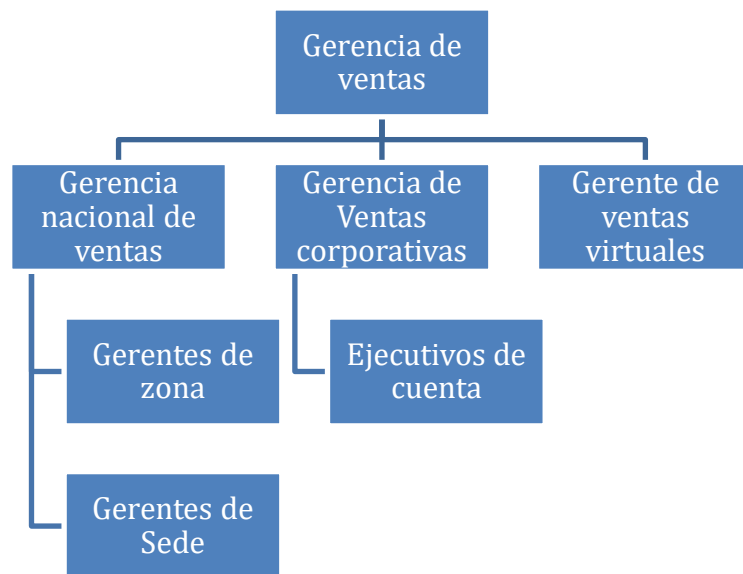 Gerencia de
ventas
Gerencia
nacional de
ventas
Gerencia de
Ventas
corporativas
Gerente de
ventas
virtuales
Gerentes de
zona
Ejecutivos de
cuenta
Gerentes de
Sede